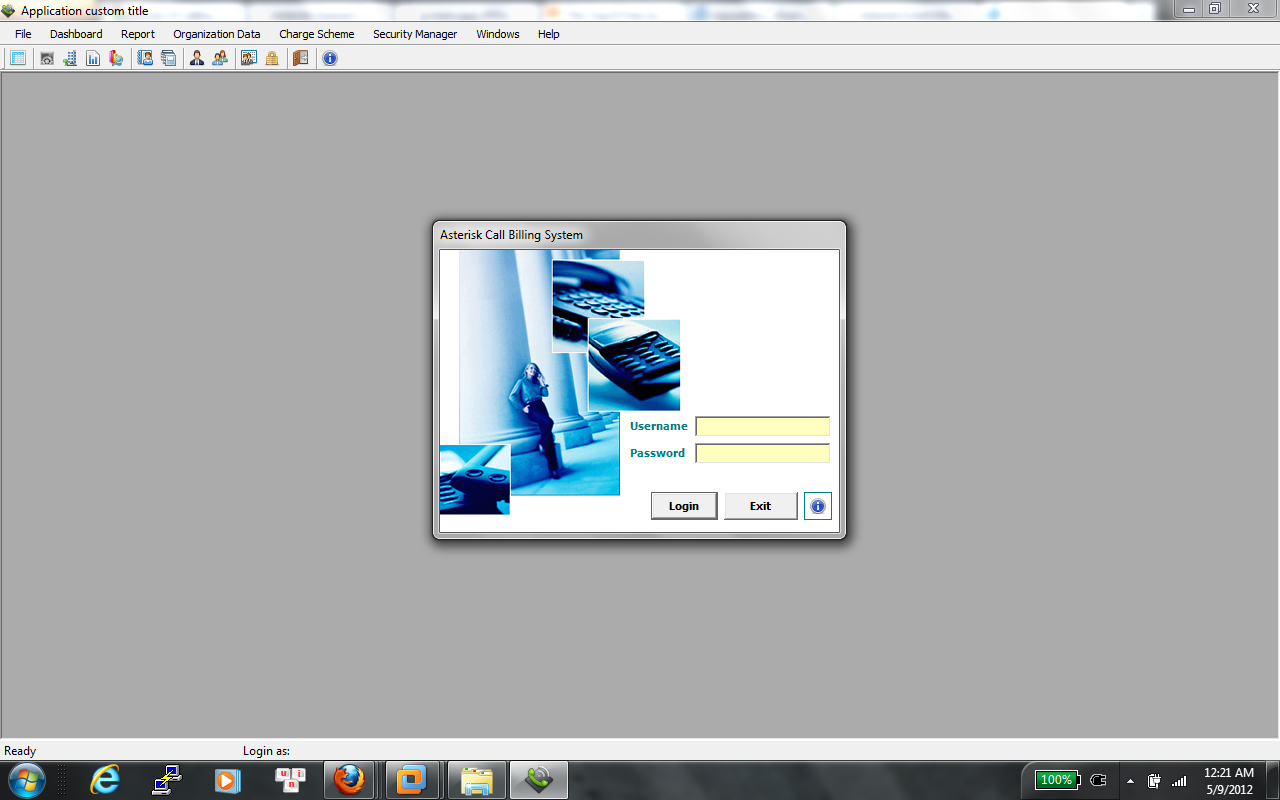 Application custom title
File Dashboard Report Organization Data Charge Scheme Security Manager Windows Help
Asterisk Call Billing System
Username
Password
Login Exit
Ready Login as:
u i n
100%
12:21 AM
5/9/2012